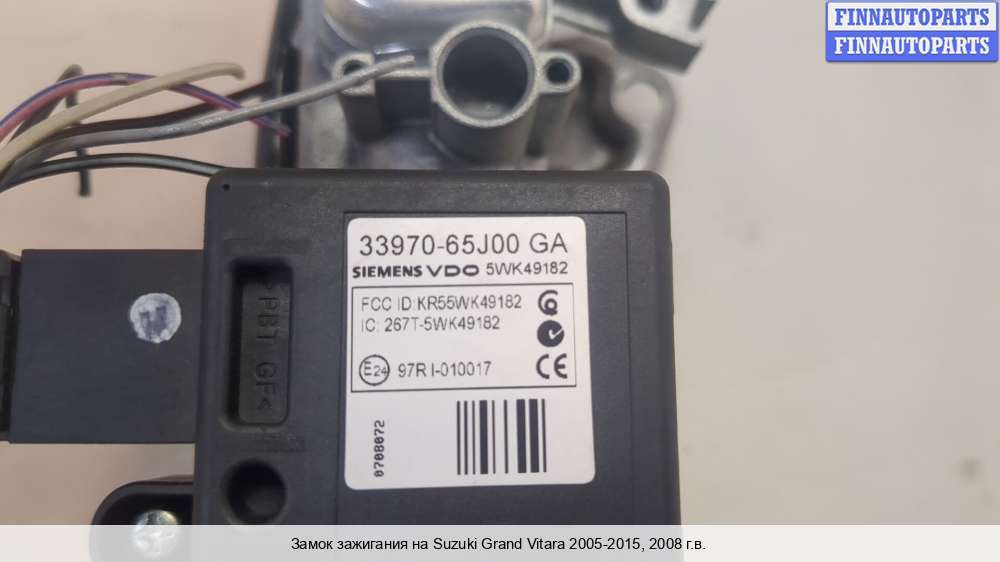 FINNAUTOPARTS
FINNAUTOPARTS
33970-65J00 GA
SIEMENS VDO 5WK49182
FCC ID:KR55WK49182
IC: 267T-5WK49182
E24 97R I-010017 CE
0708072
>PBT GF<
Замок зажигания на Suzuki Grand Vitara 2005-2015, 2008 г.в.